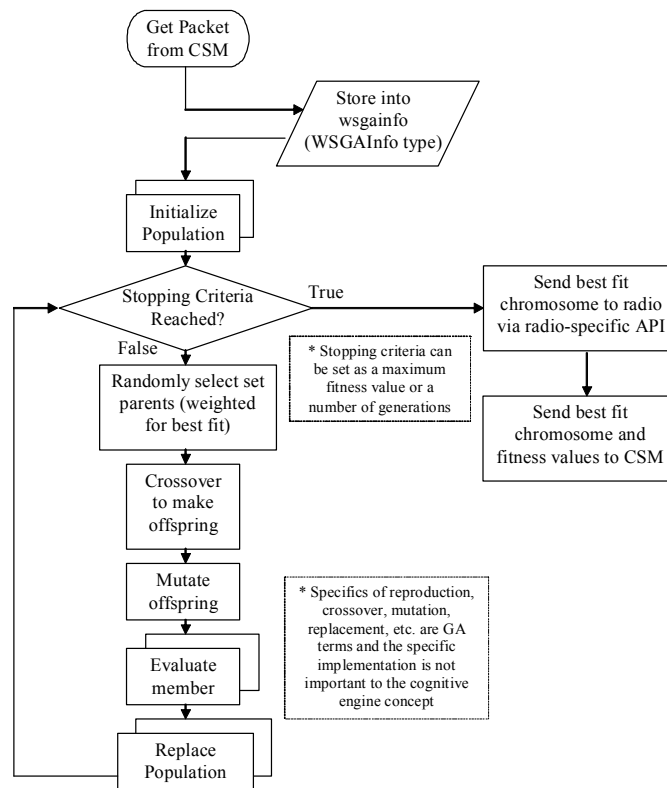 Get Packet
from CSM
Store into
wsgainfo
(WSGAInfo type)
Initialize
Population
Stopping Criteria
Reached?
True
False
Send best fit
chromosome to radio
via radio-specific API
* Stopping criteria can
be set as a maximum
fitness value or a
number of generations
Randomly select set
parents (weighted
for best fit)
Send best fit
chromosome and
fitness values to CSM
Crossover
to make
offspring
Mutate
offspring
* Specifics of reproduction,
crossover, mutation,
replacement, etc. are GA
terms and the specific
implementation is not
important to the cognitive
engine concept
Evaluate
member
Replace
Population